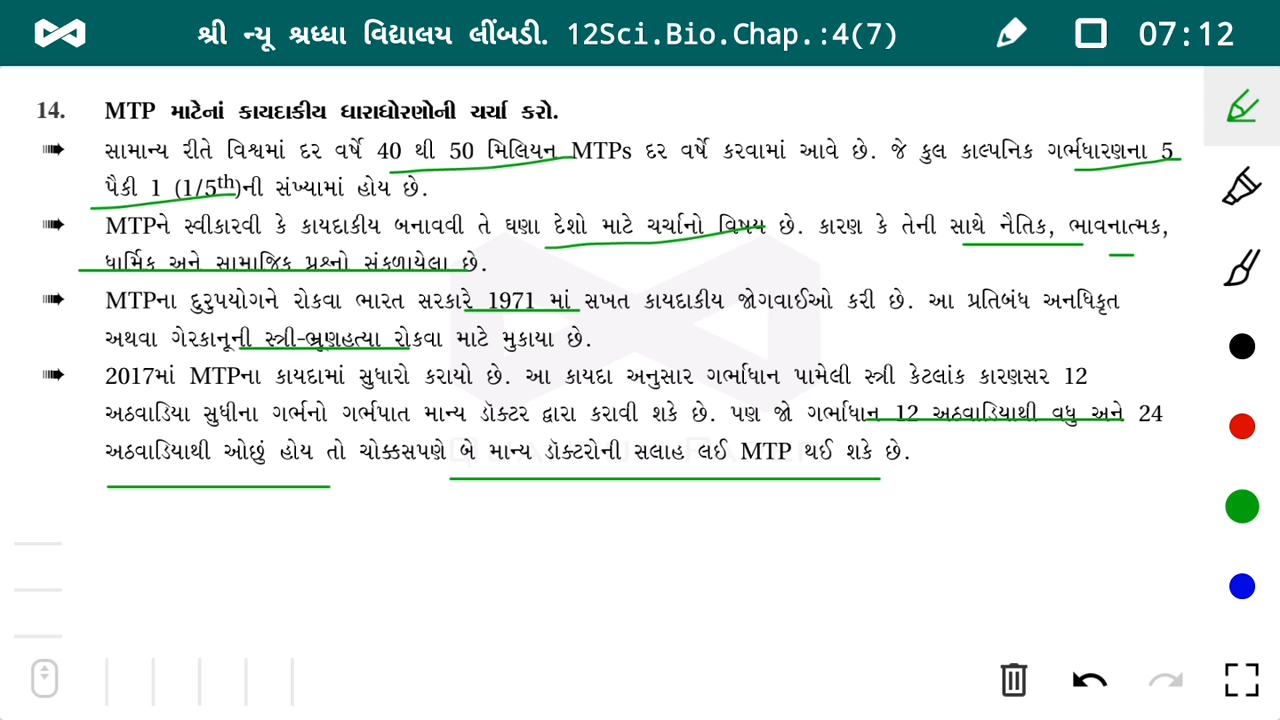 શ્રી ન્યૂ શ્રધ્ધા વિદ્યાલય લીંબડી. 12Sci.Bio.Chap.:4(7)
07:12
14. MTP માટેનાં કાયદાકીય ધારાધોરણોની ચર્ચા કરો.
➠ સામાન્ય રીતે વિશ્વમાં દર વર્ષે 40 થી 50 મિલિયન MTPs દર વર્ષે કરવામાં આવે છે. જે કુલ કાલ્પનિક ગર્ભધારણના 5
પૈકી 1 (1/5th)ની સંખ્યામાં હોય છે.
➠ MTPને સ્વીકારવી કે કાયદાકીય બનાવવી તે ઘણા દેશો માટે ચર્ચાનો વિષય છે. કારણ કે તેની સાથે નૈતિક, ભાવનાત્મક,
ધાર્મિક અને સામાજિક પ્રશ્નો સંકળાયેલા છે.
➠ MTPના દુરુપયોગને રોકવા ભારત સરકારે 1971 માં સખત કાયદાકીય જોગવાઈઓ કરી છે. આ પ્રતિબંધ અનધિકૃત
અથવા ગેરકાનૂની સ્ત્રી-ભ્રૂણહત્યા રોકવા માટે મુકાયા છે.
➠ 2017માં MTPના કાયદામાં સુધારો કરાયો છે. આ કાયદા અનુસાર ગર્ભાધાન પામેલી સ્ત્રી કેટલાંક કારણસર 12
અઠવાડિયા સુધીના ગર્ભનો ગર્ભપાત માન્ય ડૉક્ટર દ્વારા કરાવી શકે છે. પણ જો ગર્ભાધાન 12 અઠવાડિયાથી વધુ અને 24
અઠવાડિયાથી ઓછું હોય તો ચોક્કસપણે બે માન્ય ડૉક્ટરોની સલાહ લઈ MTP થઈ શકે છે.